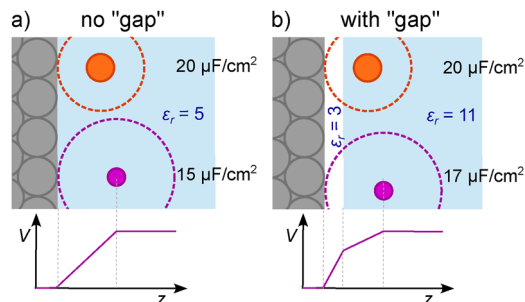 a)
no "gap"
20 µF/cm²
εr = 5
15 µF/cm²
V
z
b)
with "gap"
20 µF/cm²
εr = 3
εr = 11
17 µF/cm²
V
z